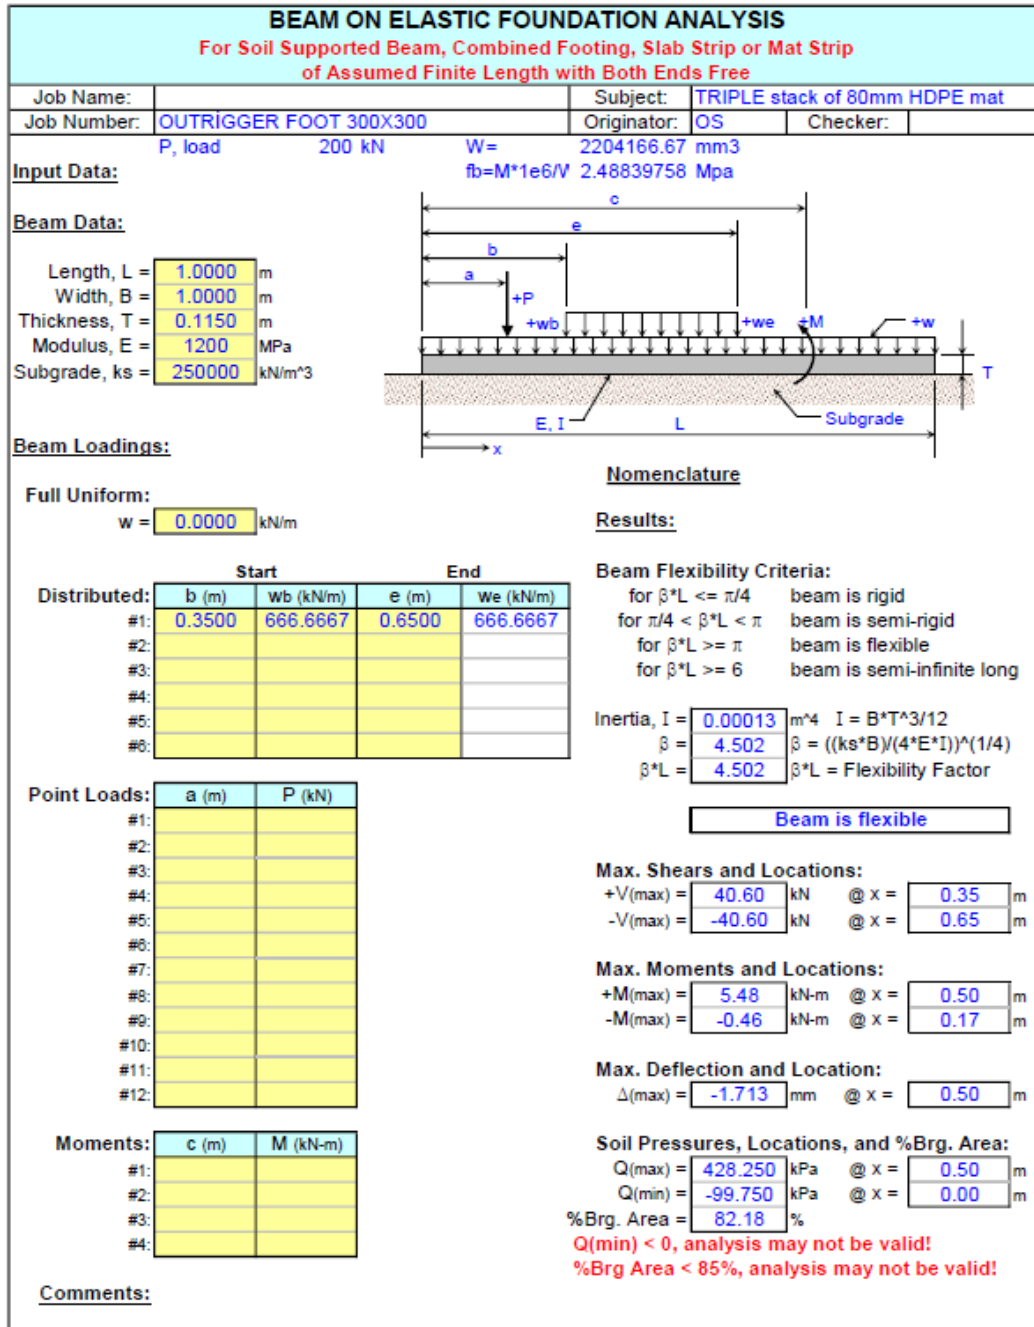 BEAM ON ELASTIC FOUNDATION ANALYSIS
For Soil Supported Beam, Combined Footing, Slab Strip or Mat Strip
of Assumed Finite Length with Both Ends Free
Job Name: Subject: TRIPLE stack of 80mm HDPE mat
Job Number: OUTRIGGER FOOT 300X300 Originator: OS Checker:
P, load 200 kN W= 2204166.67 mm3
Input Data: fb=M*1e6/V 2.48839758 Mpa
Beam Data:
Length, L = 1.0000 m
Width, B = 1.0000 m
Thickness, T = 0.1150 m
Modulus, E = 1200 MPa
Subgrade, ks = 250000 kN/m^3
c
e
b
a
+P
+wb +we +M +w
T
E, I L Subgrade
x
Beam Loadings:
Nomenclature
Full Uniform:
w = 0.0000 kN/m
Results:
Start End
Distributed: b (m) wb (kN/m) e (m) we (kN/m)
#1: 0.3500 666.6667 0.6500 666.6667
#2:
#3:
#4:
#5:
#6:
Beam Flexibility Criteria:
for β*L <= π/4 beam is rigid
for π/4 < β*L < π beam is semi-rigid
for β*L >= π beam is flexible
for β*L >= 6 beam is semi-infinite long
Inertia, I = 0.00013 m^4 I = B*T^3/12
β = 4.502 β = ((ks*B)/(4*E*I))^(1/4)
β*L = 4.502 β*L = Flexibility Factor
Beam is flexible
Point Loads: a (m) P (kN)
#1:
#2:
#3:
#4:
#5:
#6:
#7:
#8:
#9:
#10:
#11:
#12:
Max. Shears and Locations:
+V(max) = 40.60 kN @ x = 0.35 m
-V(max) = -40.60 kN @ x = 0.65 m
Max. Moments and Locations:
+M(max) = 5.48 kN-m @ x = 0.50 m
-M(max) = -0.46 kN-m @ x = 0.17 m
Max. Deflection and Location:
Δ(max) = -1.713 mm @ x = 0.50 m
Moments: c (m) M (kN-m)
#1:
#2:
#3:
#4:
Soil Pressures, Locations, and %Brg. Area:
Q(max) = 428.250 kPa @ x = 0.50 m
Q(min) = -99.750 kPa @ x = 0.00 m
%Brg. Area = 82.18 %
Q(min) < 0, analysis may not be valid!
%Brg Area < 85%, analysis may not be valid!
Comments: